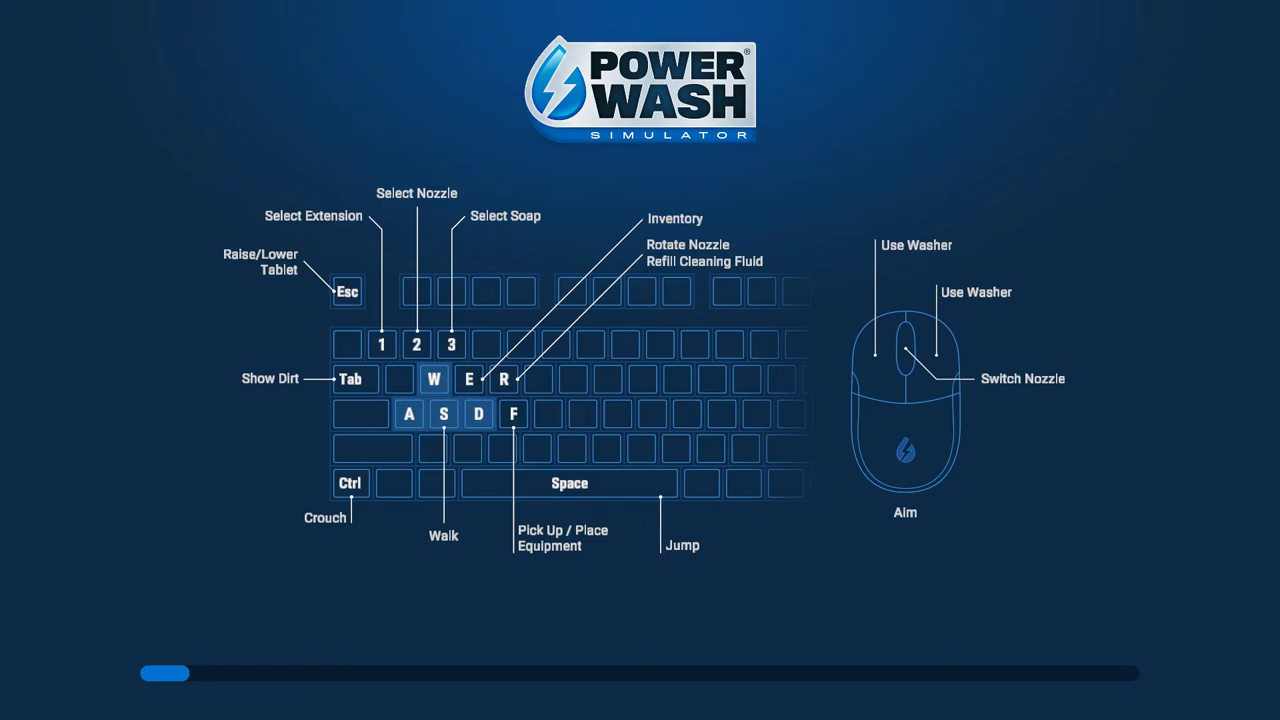 POWER®
WASH
SIMULATOR
Select Nozzle
Select Extension
Select Soap
Inventory
Raise/Lower
Tablet
Rotate Nozzle
Refill Cleaning Fluid
Use Washer
Use Washer
Esc
1 2 3
Show Dirt
Tab W E R
Switch Nozzle
A S D F
Ctrl Space
Crouch
Walk
Pick Up / Place
Equipment
Jump
Aim